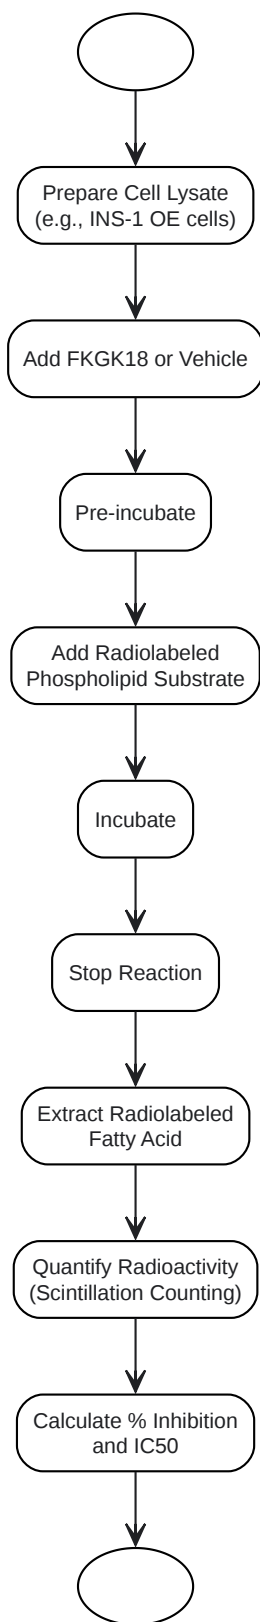 Prepare Cell Lysate
(e.g., INS-1 OE cells)
Add FKGK18 or Vehicle
Pre-incubate
Add Radiolabeled
Phospholipid Substrate
Incubate
Stop Reaction
Extract Radiolabeled
Fatty Acid
Quantify Radioactivity
(Scintillation Counting)
Calculate % Inhibition
and IC50